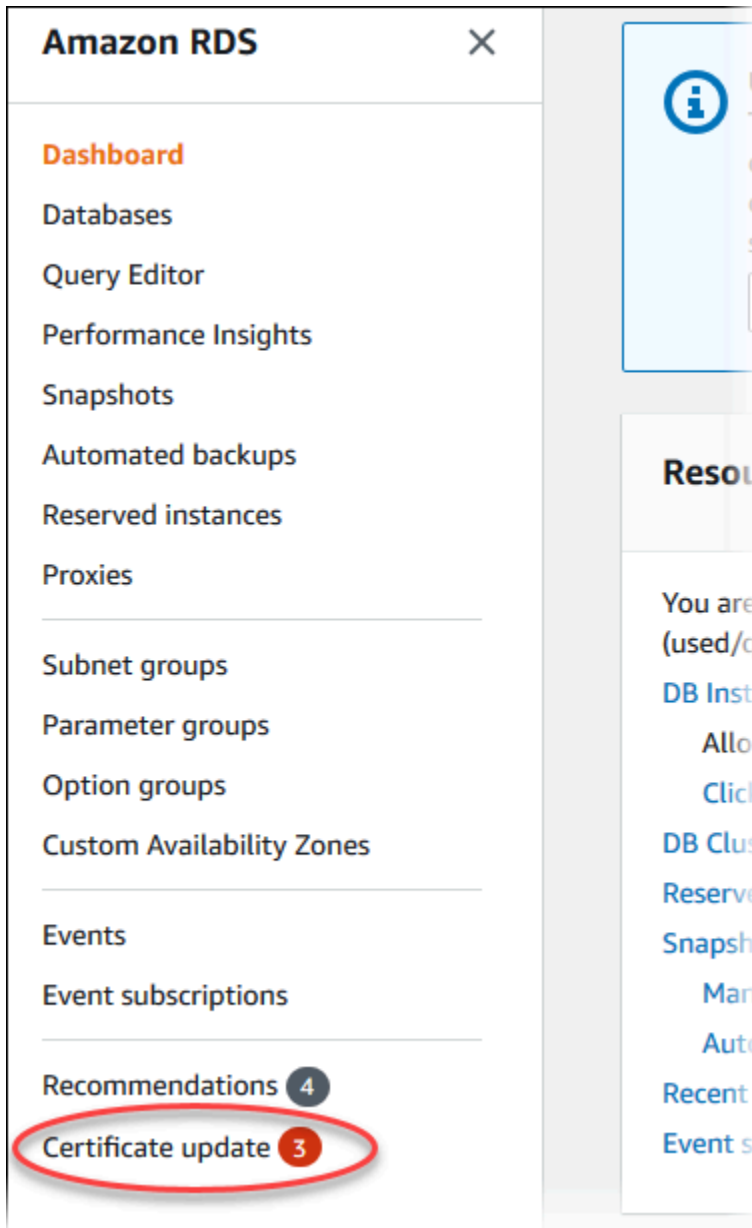 Amazon RDS
Dashboard
Databases
Query Editor
Performance Insights
Snapshots
Automated backups
Reserved instances
Proxies
Subnet groups
Parameter groups
Option groups
Custom Availability Zones
Events
Event subscriptions
Recommendations 4
Certificate update 3
You are
(used/
DB Inst
Allo
Clic
DB Clus
Reserve
Snapsh
Man
Auto
Recent
Event s